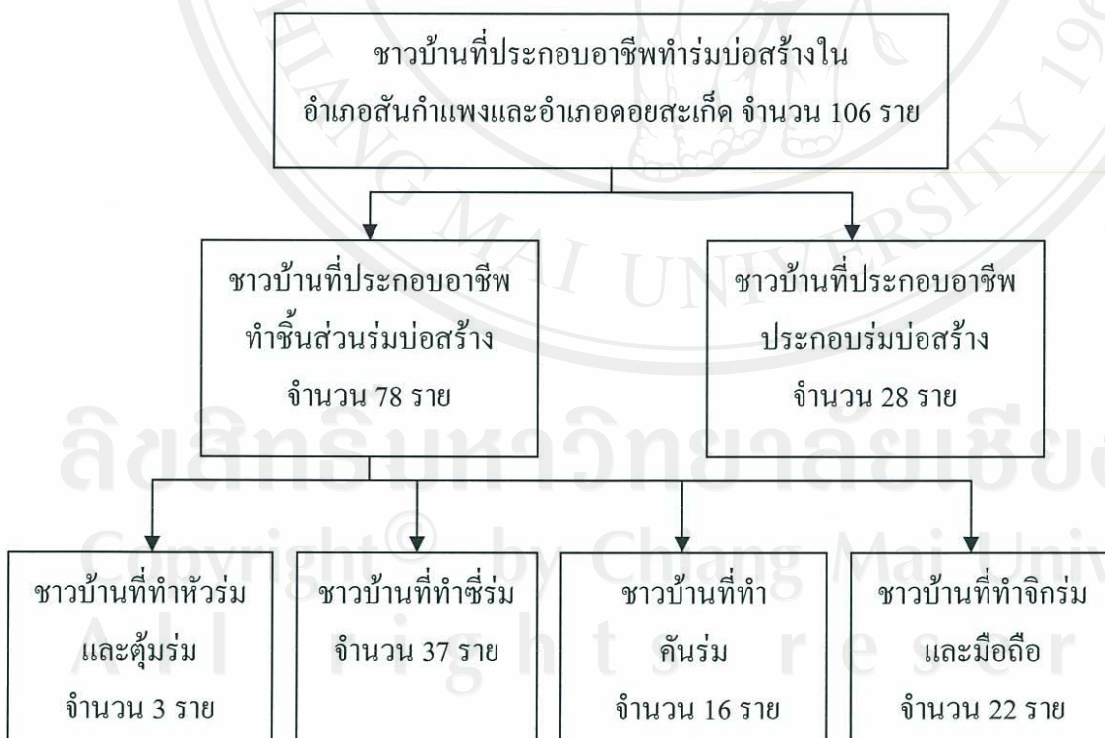 ชาวบ้านที่ประกอบอาชีพทำร่มบ่อสร้างใน
อำเภอสันกำแพงและอำเภอดอยสะเก็ด จำนวน 106 ราย
ชาวบ้านที่ประกอบอาชีพ
ทำชิ้นส่วนร่มบ่อสร้าง
จำนวน 78 ราย
ชาวบ้านที่ประกอบอาชีพ
ประกอบร่มบ่อสร้าง
จำนวน 28 ราย
ชาวบ้านที่ทำหัวร่ม
และตุ้มร่ม
จำนวน 3 ราย
ชาวบ้านที่ทำซี่ร่ม
จำนวน 37 ราย
ชาวบ้านที่ทำ
คันร่ม
จำนวน 16 ราย
ชาวบ้านที่ทำจิกร่ม
และมือถือ
จำนวน 22 ราย
HIANG MAI UNIVERSITY 196
ลิขสิทธิ์มหาวิทยาลัยเชีย
Copyright© by Chiang Mai Univ
All rights reser